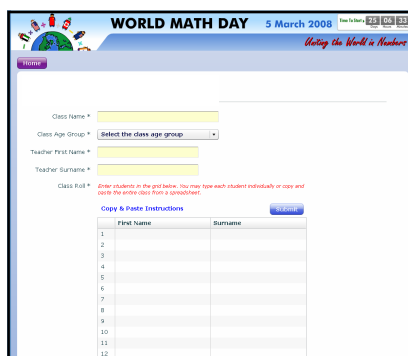 WORLD MATH DAY 5 March 2008
Time To Start: 25 06 33
Days Hours Minutes
Uniting the World in Numbers
Home
Class Name *
Class Age Group * Select the class age group
Teacher First Name *
Teacher Surname *
Class Roll * Enter students in the grid below. You may type each student individually or copy and
paste the entire class from a spreadsheet.
Copy & Paste Instructions Submit
First Name Surname
1
2
3
4
5
6
7
8
9
10
11
12